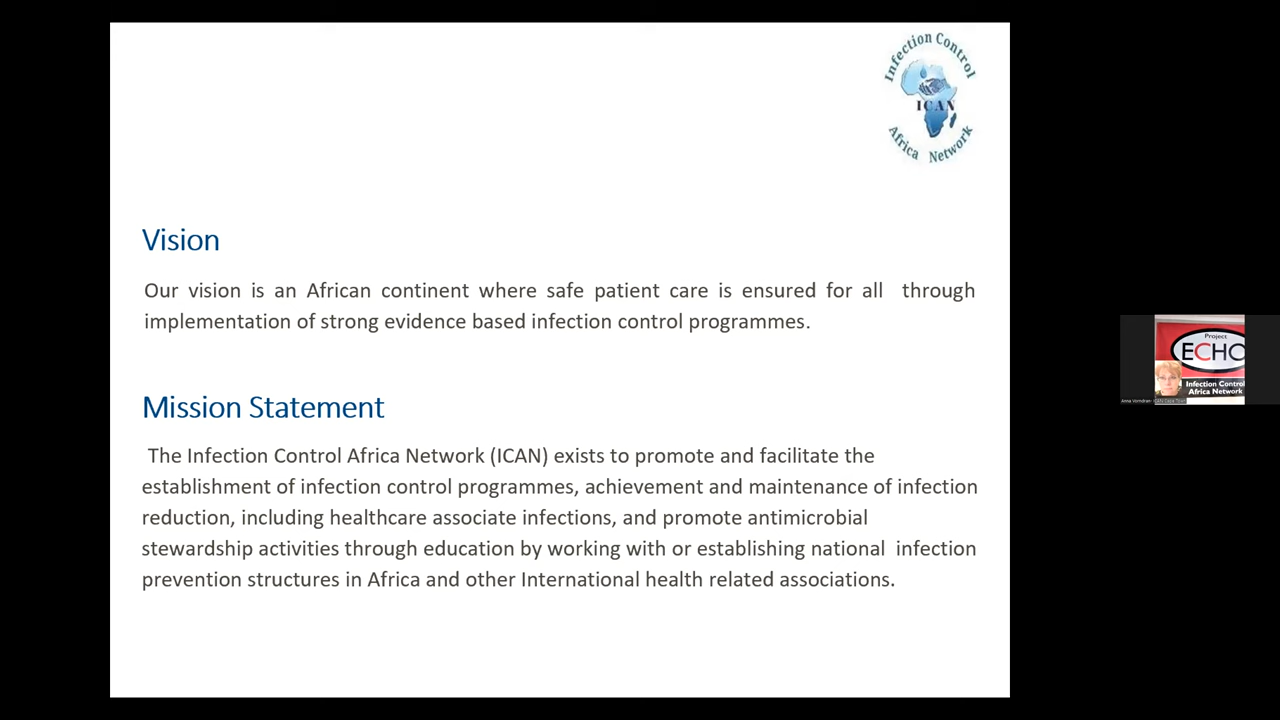 Infection Control
ICAN
Africa Network
Vision
Our vision is an African continent where safe patient care is ensured for all through
implementation of strong evidence based infection control programmes.
Mission Statement
The Infection Control Africa Network (ICAN) exists to promote and facilitate the
establishment of infection control programmes, achievement and maintenance of infection
reduction, including healthcare associate infections, and promote antimicrobial
stewardship activities through education by working with or establishing national infection
prevention structures in Africa and other International health related associations.
Project
ECHO
Infection Control
Africa Network